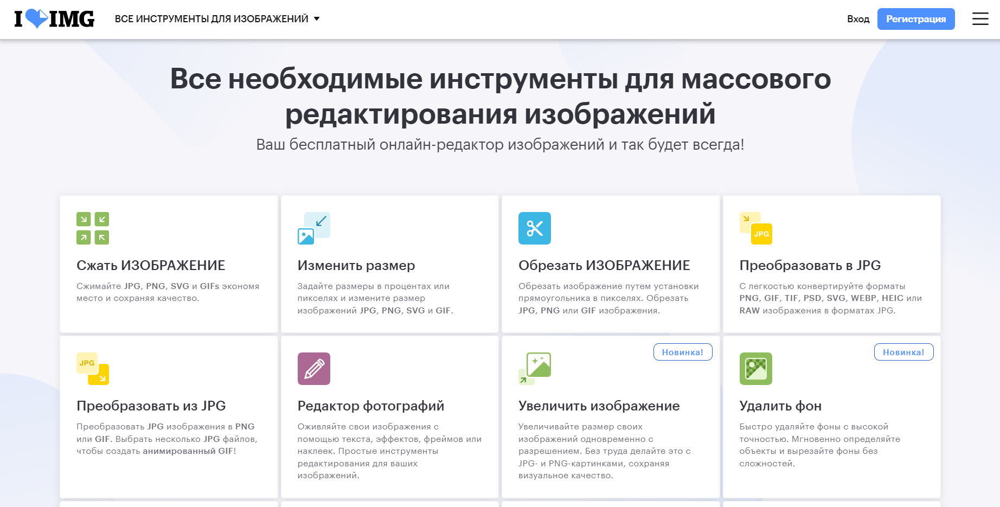 I IMG
ВСЕ ИНСТРУМЕНТЫ ДЛЯ ИЗОБРАЖЕНИЙ
Вход
Регистрация
Все необходимые инструменты для массового
редактирования изображений
Ваш бесплатный онлайн-редактор изображений и так будет всегда!
Сжать ИЗОБРАЖЕНИЕ
Сжимайте JPG, PNG, SVG и GIFs экономя
место и сохраняя качество.
Изменить размер
Задайте размеры в процентах или
пикселях и измените размер
изображений JPG, PNG, SVG и GIF.
Обрезать ИЗОБРАЖЕНИЕ
Обрезать изображение путем установки
прямоугольника в пикселях. Обрезать
JPG, PNG или GIF изображения.
JPG
Преобразовать в JPG
С легкостью конвертируйте форматы
PNG, GIF, TIF, PSD, SVG, WEBP, HEIC или
RAW изображения в форматах JPG.
JPG
Преобразовать из JPG
Преобразовать JPG изображения в PNG
или GIF. Выбрать несколько JPG файлов,
чтобы создать анимированный GIF!
Редактор фотографий
Оживляйте свои изображения с
помощью текста, эффектов, фреймов или
наклеек. Простые инструменты
редактирования для ваших
изображений.
Новинка!
Увеличить изображение
Увеличивайте размер своих
изображений одновременно с
разрешением. Без труда делайте это с
JPG- и PNG-картинками, сохраняя
визуальное качество.
Новинка!
Удалить фон
Быстро удаляйте фоны с высокой
точностью. Мгновенно определяйте
объекты и вырезайте фоны без
сложностей.